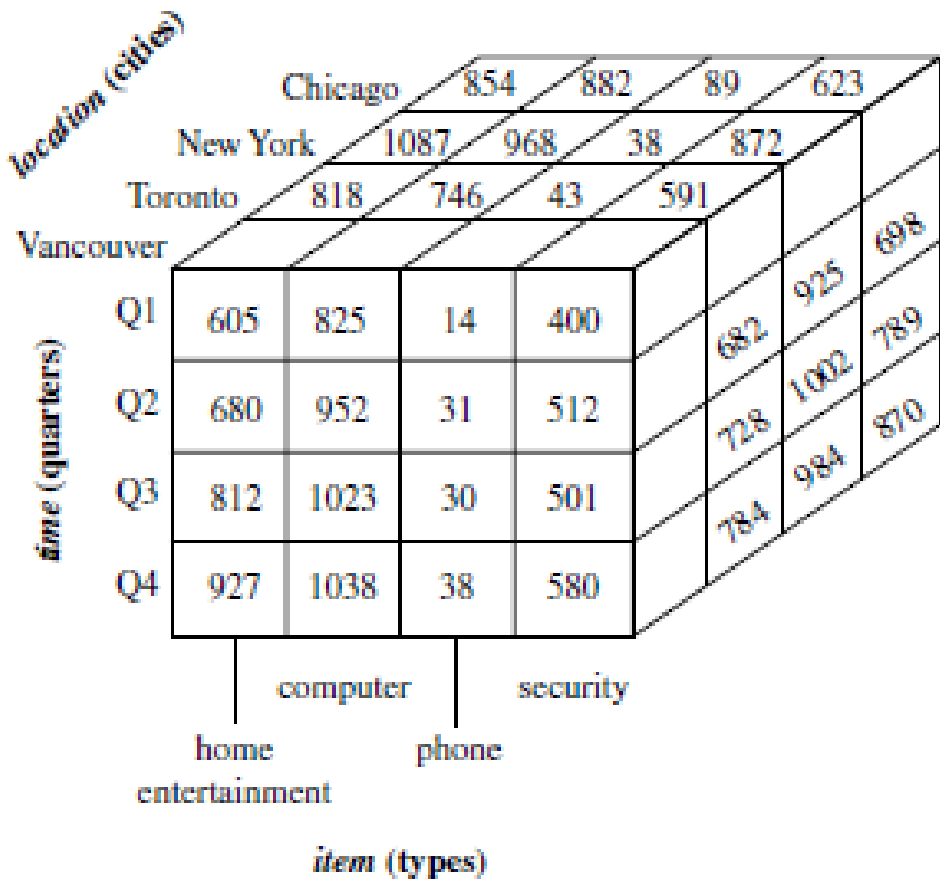 location (cities)
Chicago 854 882 89 623
New York 1087 968 38 872
Toronto 818 746 43 591
Vancouver
time (quarters)
Q1 605 825 14 400
Q2 680 952 31 512
Q3 812 1023 30 501
Q4 927 1038 38 580
682 925 698
728 1002 789
784 984 870
computer security
home phone
entertainment
item (types)